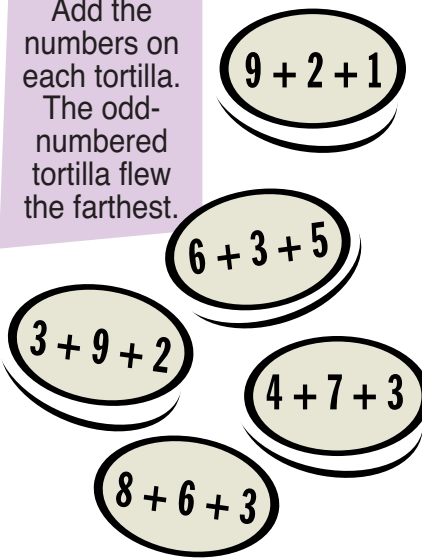 Add the
numbers on
each tortilla.
The odd-
numbered
tortilla flew
the farthest.
9 + 2 + 1
6 + 3 + 5
3 + 9 + 2
4 + 7 + 3
8 + 6 + 3